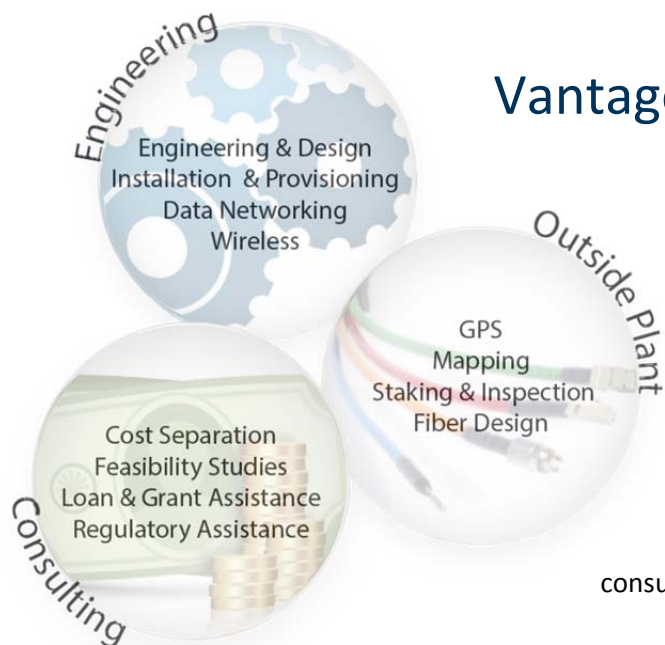 Engineering
Engineering & Design
Installation & Provisioning
Data Networking
Wireless
Vantage
Outside Plant
GPS
Mapping
Staking & Inspection
Fiber Design
Consulting
Cost Separation
Feasibility Studies
Loan & Grant Assistance
Regulatory Assistance
consu